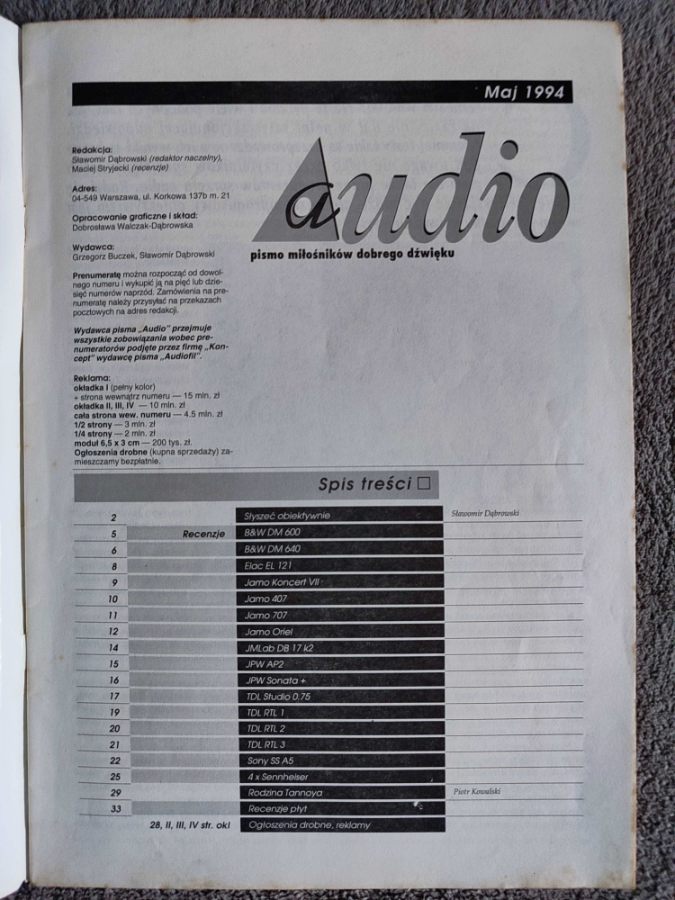 Maj 1994
Redakcja:
Sławomir Dąbrowski (redaktor naczelny),
Maciej Stryjecki (recenzje)
Adres:
04-549 Warszawa, ul. Korkowa 137b m. 21
Opracowanie graficzne i skład:
Dobrosława Walczak-Dąbrowska
Wydawca:
Grzegorz Buczek, Sławomir Dąbrowski
Prenumeratę można rozpocząć od dowol-
nego numeru i wykupić ją na pięć lub dzie-
sięć numerów naprzód. Zamówienia na pre-
numeratę należy przysyłać na przekazach
pocztowych na adres redakcji.
Wydawca pisma „Audio" przejmuje
wszystkie zobowiązania wobec pre-
numeratorów podjęte przez firmę „Kon-
cept" wydawcę pisma „Audiofil".
Reklama:
okładka I (pełny kolor)
+ strona wewnątrz numeru — 15 mln. zł
okładka II, III, IV — 10 mln. zł
cała strona wew. numeru — 4.5 mln. zł
1/2 strony — 3 mln. zł
1/4 strony — 2 mln. zł
moduł 6,5 x 3 cm — 200 tys. zł.
Ogłoszenia drobne (kupna sprzedaży) za-
mieszczamy bezpłatnie.
audio
pismo miłośników dobrego dźwięku
Spis treści
2 Słyszeć obiektywnie Sławomir Dąbrowski
5 Recenzje B&W DM 600
6 B&W DM 640
8 Elac EL 121
9 Jamo Koncert VII
10 Jamo 407
11 Jamo 707
12 Jamo Oriel
14 JMLab DB 17 k2
15 JPW AP2
16 JPW Sonata +
17 TDL Studio 0.75
19 TDL RTL 1
20 TDL RTL 2
21 TDL RTL 3
22 Sony SS A5
25 4 x Sennheiser
29 Rodzina Tannoya Piotr Kowalski
33 Recenzje płyt
28, II, III, IV str. okł Ogłoszenia drobne, reklamy